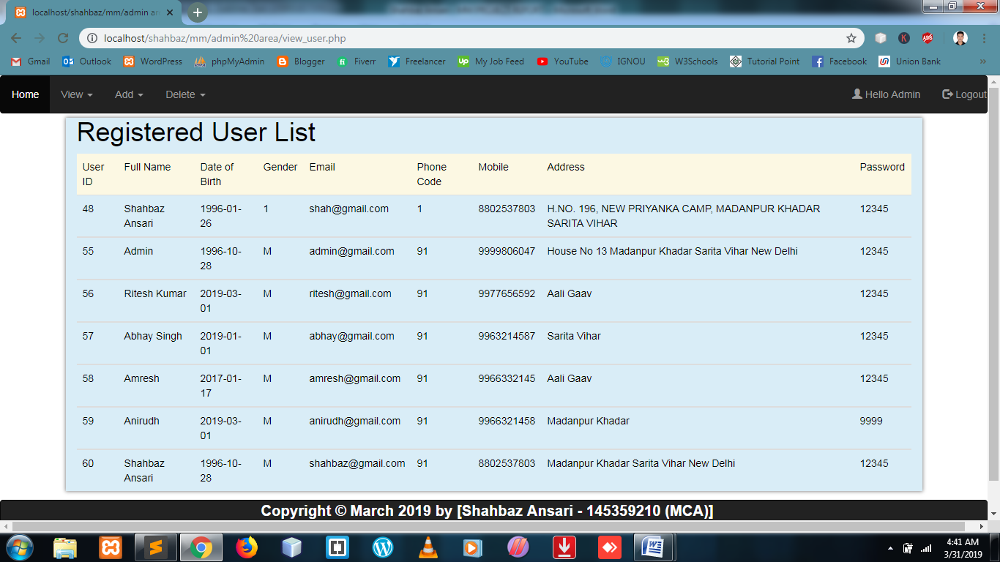 localhost/shahbaz/mm/admin ar
localhost/shahbaz/mm/admin%20area/view_user.php
Gmail Outlook WordPress phpMyAdmin Blogger Fiverr Freelancer My Job Feed YouTube IGNOU W3Schools Tutorial Point Facebook Union Bank »
Home View Add Delete Hello Admin Logout
Registered User List
User Full Name Date of Gender Email Phone Mobile Address Password
ID Birth Code
48 Shahbaz 1996-01- 1 shah@gmail.com 1 8802537803 H.NO. 196, NEW PRIYANKA CAMP, MADANPUR KHADAR 12345
Ansari 26 SARITA VIHAR
55 Admin 1996-10- M admin@gmail.com 91 9999806047 House No 13 Madanpur Khadar Sarita Vihar New Delhi 12345
28
56 Ritesh Kumar 2019-03- M ritesh@gmail.com 91 9977656592 Aali Gaav 12345
01
57 Abhay Singh 2019-01- M abhay@gmail.com 91 9963214587 Sarita Vihar 12345
01
58 Amresh 2017-01- M amresh@gmail.com 91 9966332145 Aali Gaav 12345
17
59 Anirudh 2019-03- M anirudh@gmail.com 91 9966321458 Madanpur Khadar 9999
01
60 Shahbaz 1996-10- M shahbaz@gmail.com 91 8802537803 Madanpur Khadar Sarita Vihar New Delhi 12345
Ansari 28
Copyright © March 2019 by [Shahbaz Ansari - 145359210 (MCA)]
4:41 AM
3/31/2019